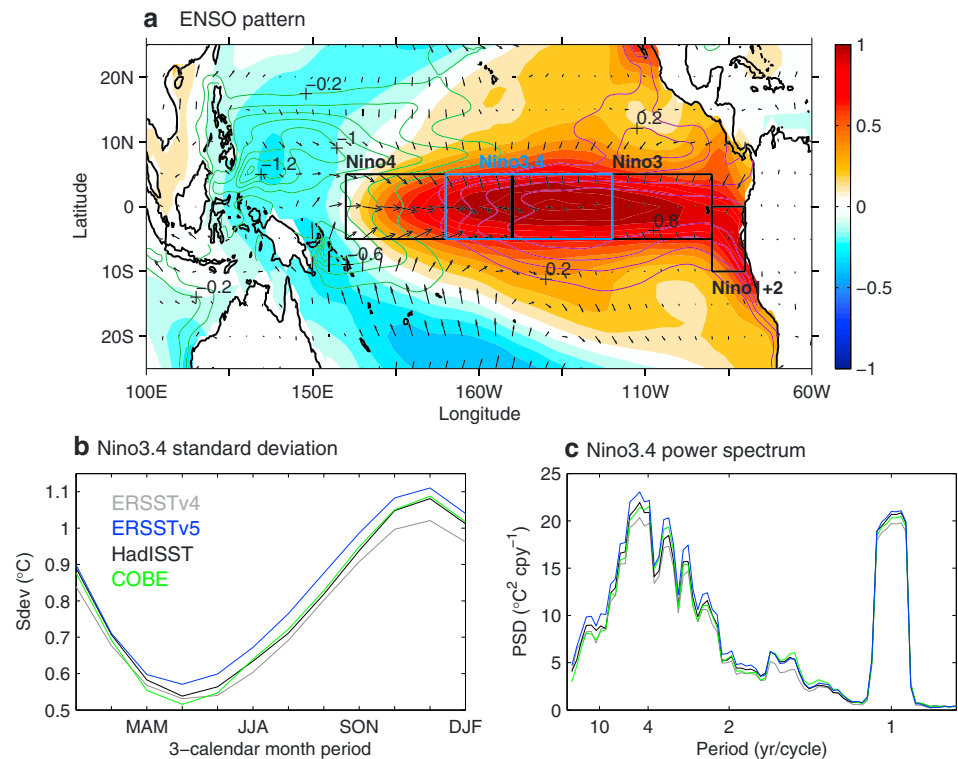 a ENSO pattern
20N
10N
0
10S
20S
Latitude
−0.2
0.2
−1
−1.2
Nino4
Nino3.4
Nino3
0.8
−0.6
0.2
−0.2
Nino1+2
100E
150E
160W
110W
60W
Longitude
1
0.5
0
−0.5
−1
b Nino3.4 standard deviation
1.1
1
0.9
0.8
0.7
0.6
0.5
Sdev (°C)
ERSSTv4
ERSSTv5
HadISST
COBE
MAM
JJA
SON
DJF
3−calendar month period
c Nino3.4 power spectrum
25
20
15
10
5
0
PSD (°C² cpy⁻¹)
10
4
2
1
Period (yr/cycle)